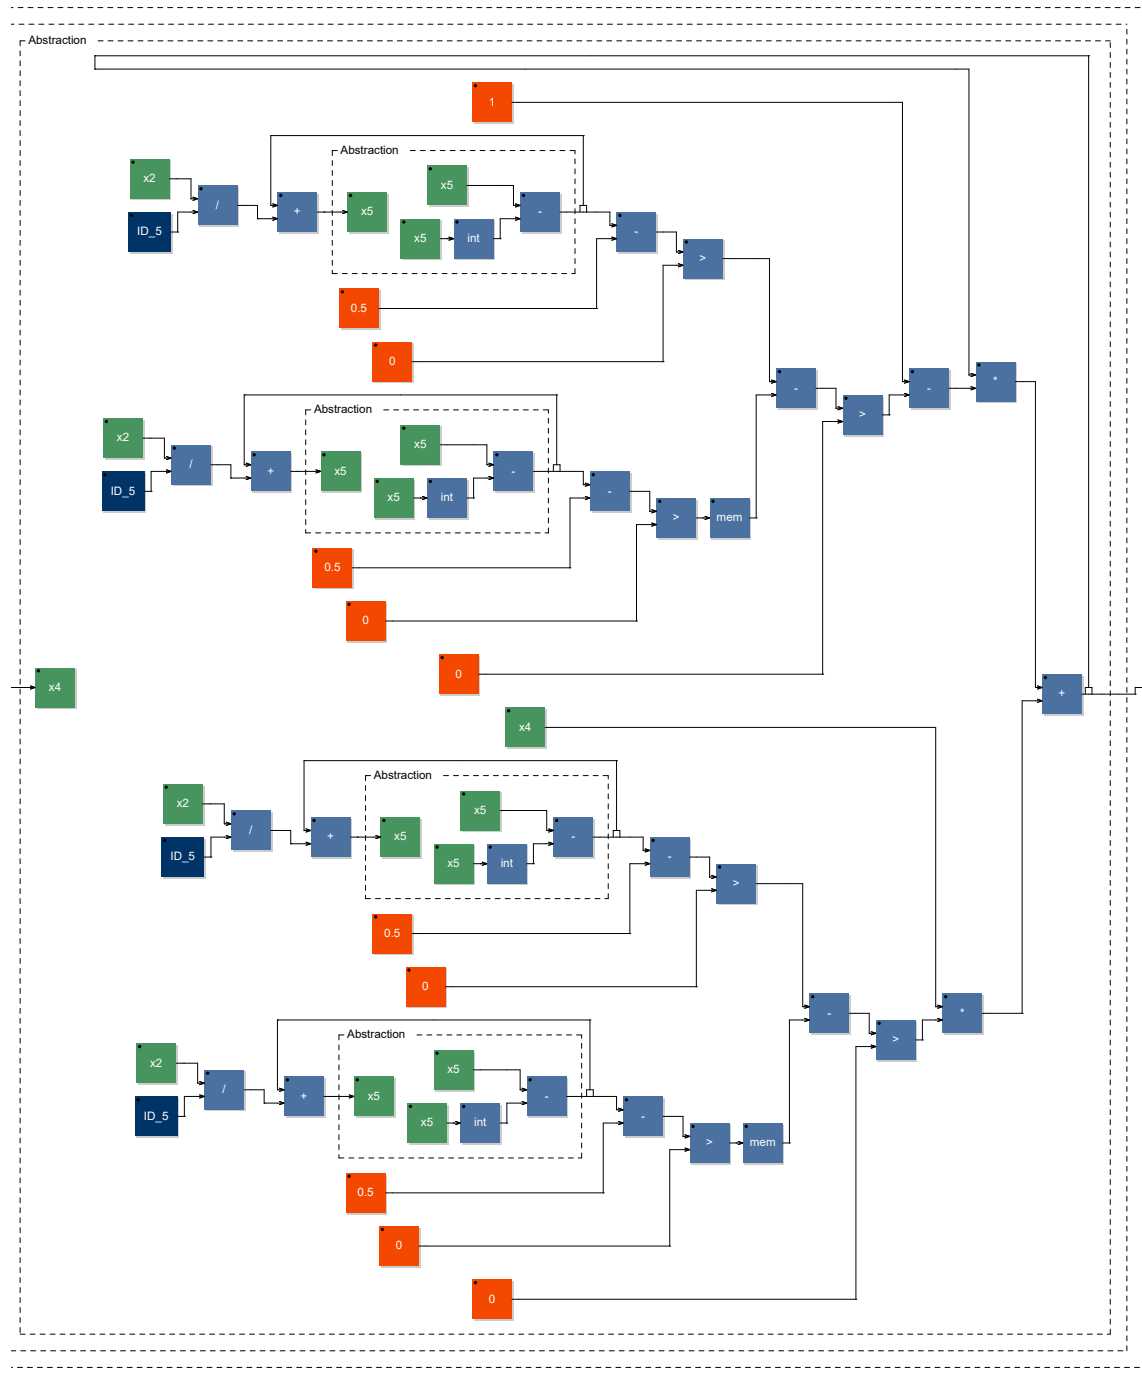 Abstraction
1
Abstraction
x2
x5
/
ID_5
+
x5
-
x5
int
-
>
0.5
0
-
-
*
Abstraction
>
x2
x5
/
ID_5
+
x5
-
x5
int
-
>
mem
0.5
0
0
x4
+
x4
Abstraction
x2
x5
/
ID_5
+
x5
-
x5
int
-
>
0.5
0
-
*
Abstraction
>
x2
x5
/
ID_5
+
x5
-
x5
int
-
>
mem
0.5
0
0